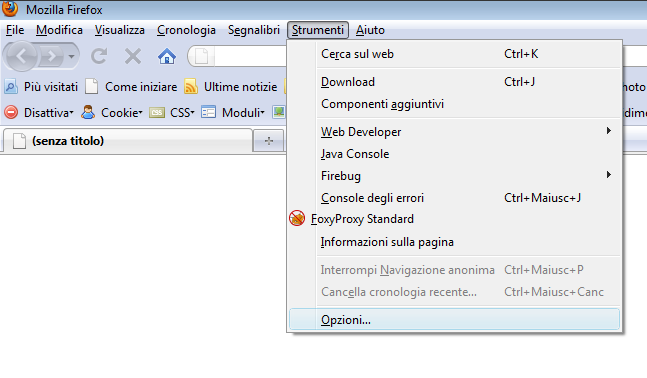 Mozilla Firefox
File Modifica Visualizza Cronologia Segnalibri Strumenti Aiuto
Cerca sul web Ctrl+K
Più visitati Come iniziare Ultime notizie
Download Ctrl+J
Componenti aggiuntivi
Disattiva Cookie CSS Moduli
Web Developer
(senza titolo)
Java Console
Firebug
Console degli errori Ctrl+Maiusc+J
FoxyProxy Standard
Informazioni sulla pagina
Interrompi Navigazione anonima Ctrl+Maiusc+P
Cancella cronologia recente... Ctrl+Maiusc+Canc
Opzioni...